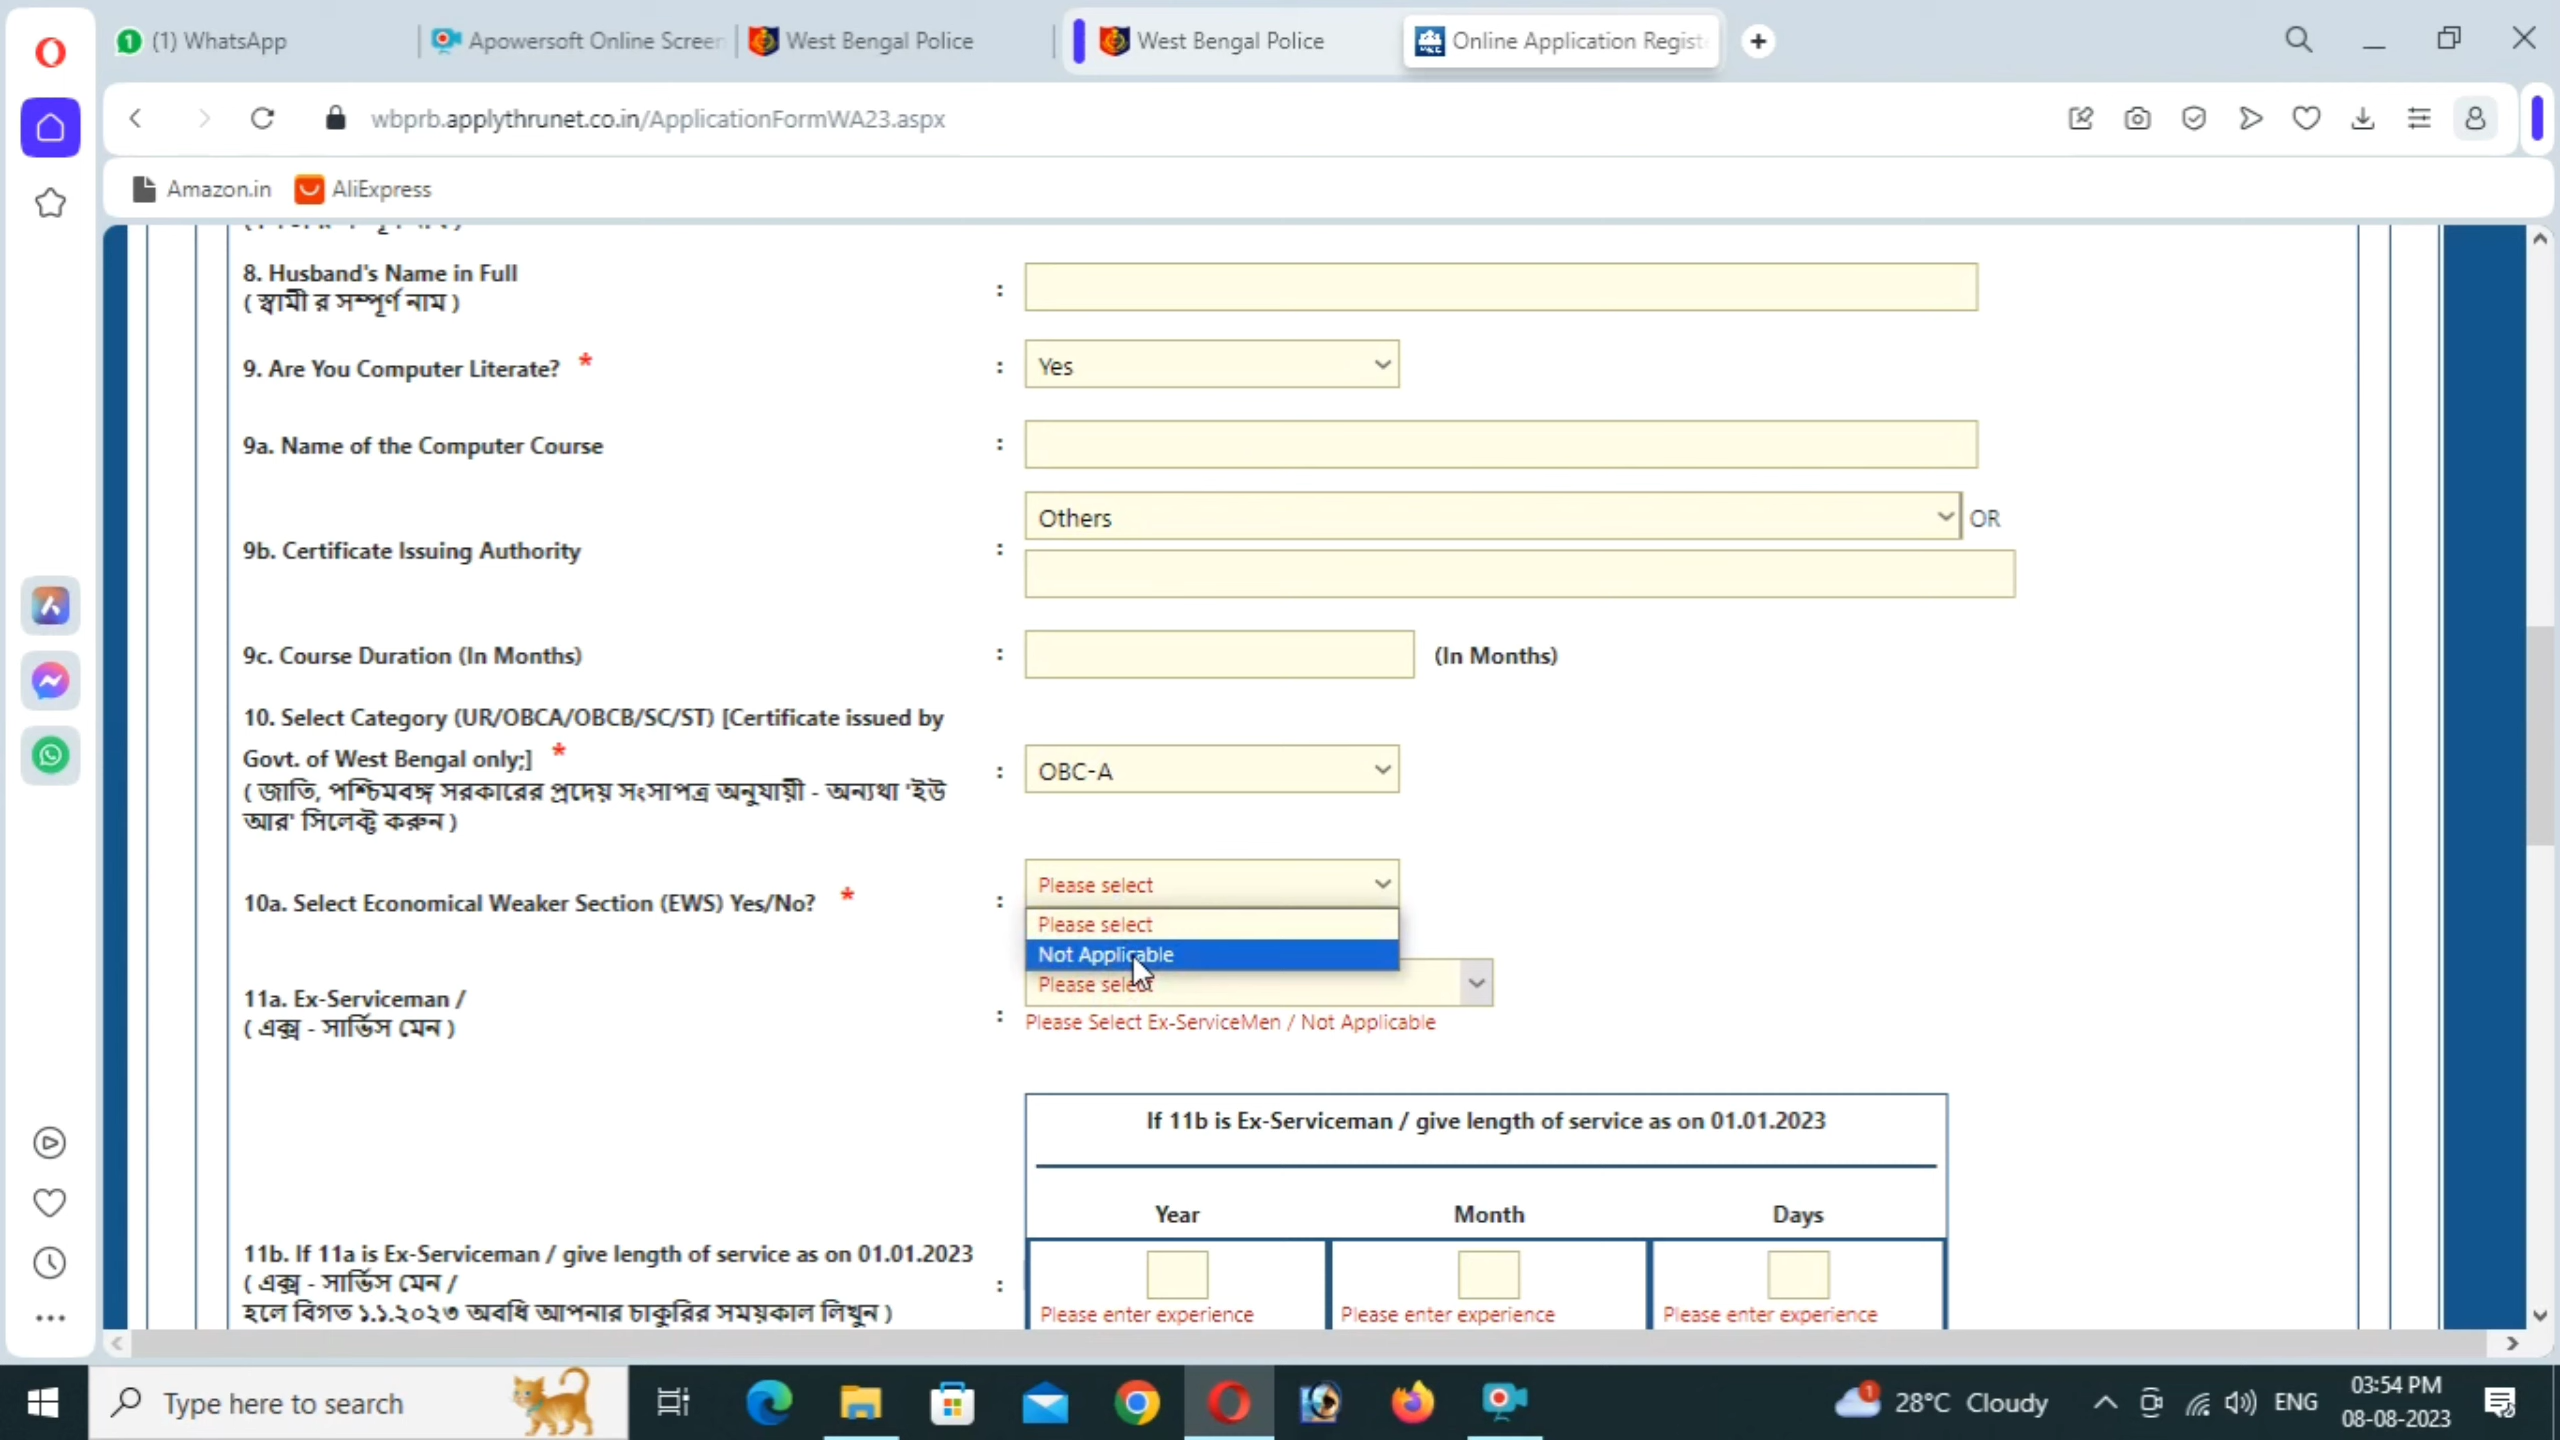 (1) WhatsApp
Apowersoft Online Screen
West Bengal Police
West Bengal Police
Online Application Registe
wbprb.applythrunet.co.in/ApplicationFormWA23.aspx
Amazon.in
AliExpress
8. Husband's Name in Full
( স্বামী র সম্পূর্ণ নাম )
:
9. Are You Computer Literate? *
:
Yes
9a. Name of the Computer Course
:
Others
OR
9b. Certificate Issuing Authority
:
9c. Course Duration (In Months)
:
(In Months)
10. Select Category (UR/OBCA/OBCB/SC/ST) [Certificate issued by
Govt. of West Bengal only;] *
( জাতি, পশ্চিমবঙ্গ সরকারের প্রদেয় সংসাপত্র অনুযায়ী - অন্যথা 'ইউ
আর' সিলেক্ট করুন )
:
OBC-A
10a. Select Economical Weaker Section (EWS) Yes/No? *
:
Please select
Please select
Not Applicable
Please select
11a. Ex-Serviceman /
( এক্স - সার্ভিস মেন )
:
Please Select Ex-ServiceMen / Not Applicable
If 11b is Ex-Serviceman / give length of service as on 01.01.2023
Year Month Days
11b. If 11a is Ex-Serviceman / give length of service as on 01.01.2023
( এক্স - সার্ভিস মেন /
হলে বিগত ১.১.২০২৩ অবধি আপনার চাকুরির সময়কাল লিখুন )
:
Please enter experience Please enter experience Please enter experience
Type here to search
1
28°C Cloudy
ENG
03:54 PM
08-08-2023